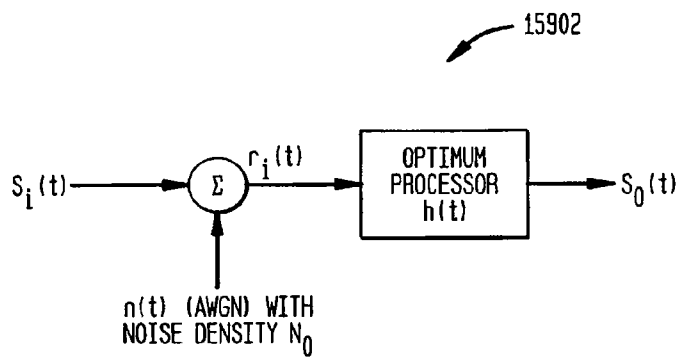 15902
S_i(t)
Σ
r_i(t)
OPTIMUM
PROCESSOR
h(t)
S_0(t)
n(t) (AWGN) WITH
NOISE DENSITY N_0